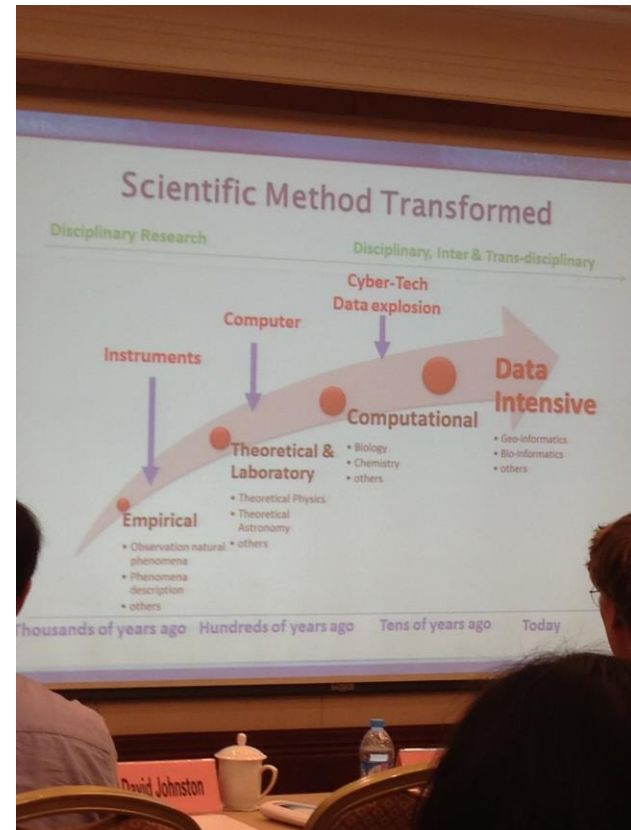 Scientific Method Transformed
Disciplinary Research
Disciplinary, Inter & Trans-disciplinary
Cyber-Tech
Data explosion
Computer
Instruments
Data
Intensive
• Geo-informatics
• Bio-informatics
• others
Computational
• Biology
• Chemistry
• others
Theoretical &
Laboratory
• Theoretical Physics
• Theoretical
Astronomy
• others
Empirical
• Observation natural
phenomena
• Phenomena
description
• others
Thousands of years ago
Hundreds of years ago
Tens of years ago
Today
David Johnston